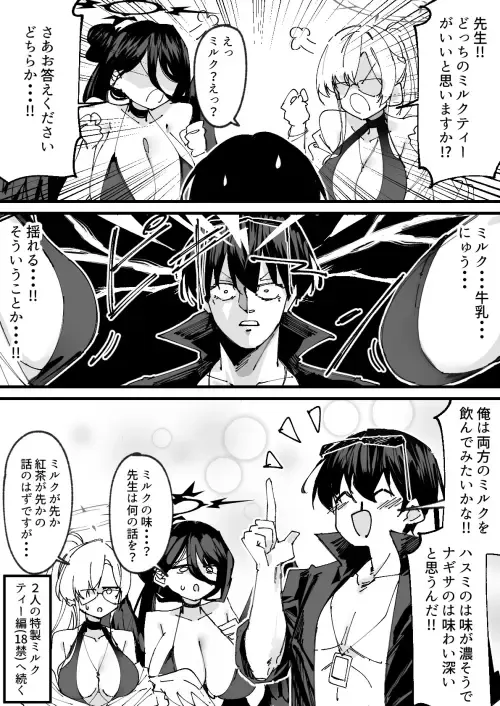 先生!!
どっちのミルクティー
がいいと思いますか!?
えっ
ミルク?えっ?
さあお答えください
どちらか・・・!!
ミルク・・・牛乳・・・
にゅう・・・
揺れる・・・!!
そういうことか・・・!!
俺は両方のミルクを
飲んでみたいかな!!
ハスミのは味が濃そうで
ナギサのは味わい深い
と思うんだ!!
ミルクの味・・・?
先生は何の話を?
ミルクが先か
紅茶が先かの
話のはずですが・・・
2人の特製ミルク
ティー編(18禁)へ続く